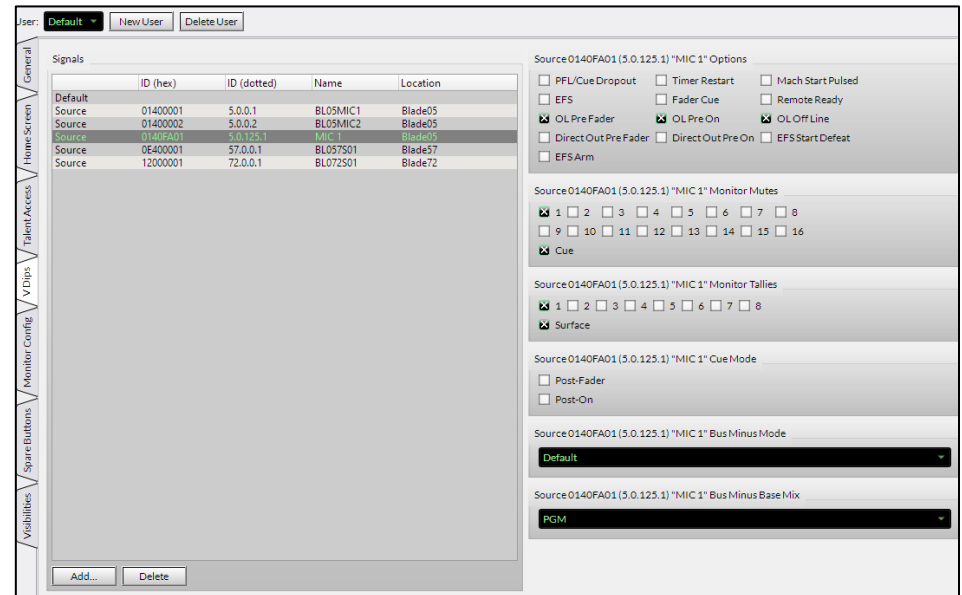 User: Default New User Delete User
General
Home Screen
Talent Access
V Dips
Monitor Config
Spare Buttons
Visibilities
Signals
ID (hex) ID (dotted) Name Location
Default
Source 01400001 5.0.0.1 BL05MIC1 Blade05
Source 01400002 5.0.0.2 BL05MIC2 Blade05
Source 0140FA01 5.0.125.1 MIC 1 Blade05
Source 0E400001 57.0.0.1 BL057S01 Blade57
Source 12000001 72.0.0.1 BL072S01 Blade72
Add... Delete
Source 0140FA01 (5.0.125.1) "MIC 1" Options
PFL/Cue Dropout Timer Restart Mach Start Pulsed
EFS Fader Cue Remote Ready
OL Pre Fader OL Pre On OL Off Line
Direct Out Pre Fader Direct Out Pre On EFS Start Defeat
EFS Arm
Source 0140FA01 (5.0.125.1) "MIC 1" Monitor Mutes
1 2 3 4 5 6 7 8
9 10 11 12 13 14 15 16
Cue
Source 0140FA01 (5.0.125.1) "MIC 1" Monitor Tallies
1 2 3 4 5 6 7 8
Surface
Source 0140FA01 (5.0.125.1) "MIC 1" Cue Mode
Post-Fader
Post-On
Source 0140FA01 (5.0.125.1) "MIC 1" Bus Minus Mode
Default
Source 0140FA01 (5.0.125.1) "MIC 1" Bus Minus Base Mix
PGM